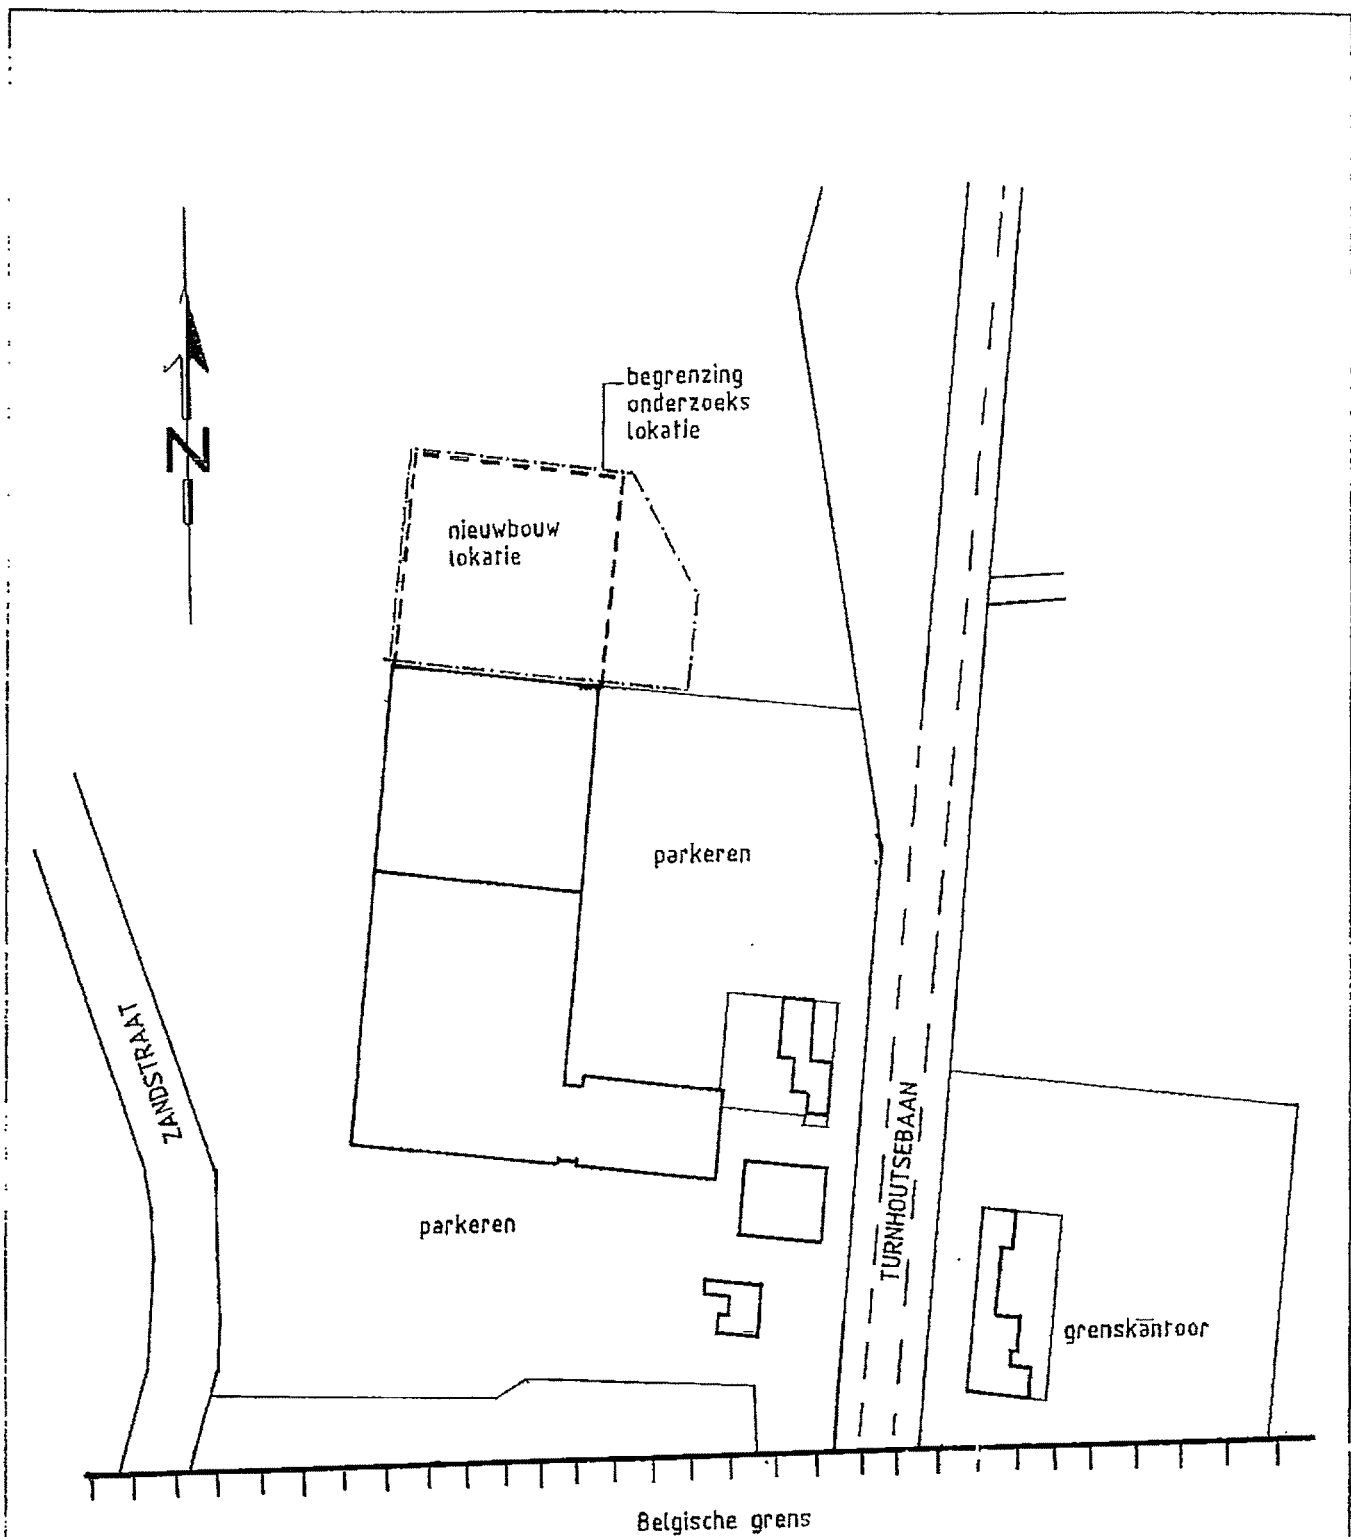 begrenzing
onderzoeks
lokatie
N
nieuwbouw
lokatie
parkeren
ZANDSTRAAT
TURNHOUTSEBAAN
parkeren
grenskantoor
Belgische grens